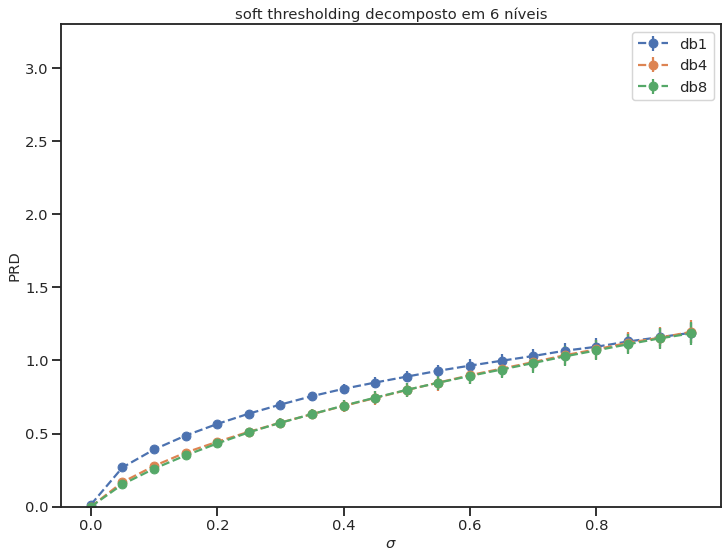 soft thresholding decomposto em 6 níveis
db1
db4
db8
PRD
3.0
2.5
2.0
1.5
1.0
0.5
0.0
0.0 0.2 0.4 0.6 0.8
σ